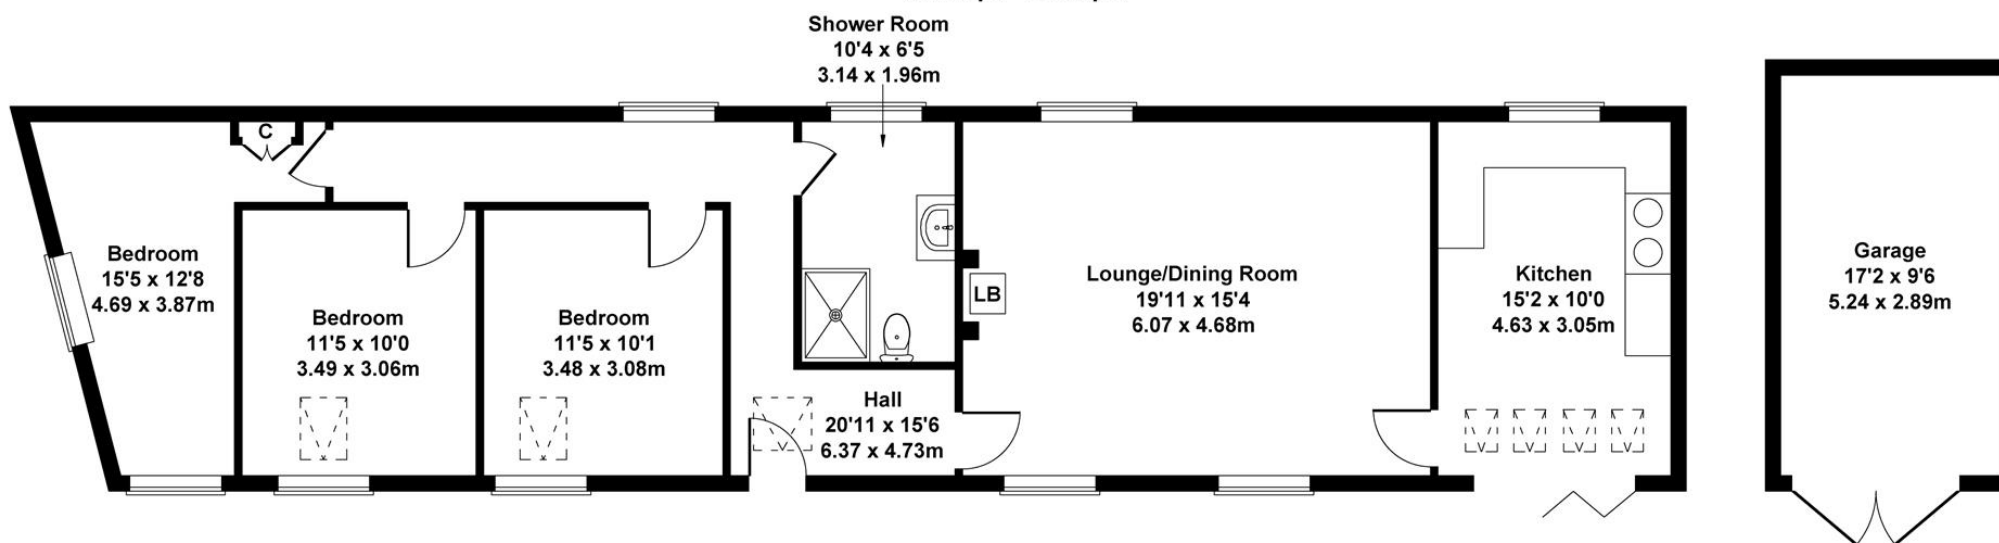 Shower Room
10'4 x 6'5
3.14 x 1.96m
C
Bedroom
15'5 x 12'8
4.69 x 3.87m
Bedroom
11'5 x 10'0
3.49 x 3.06m
Bedroom
11'5 x 10'1
3.48 x 3.08m
Hall
20'11 x 15'6
6.37 x 4.73m
LB
Lounge/Dining Room
19'11 x 15'4
6.07 x 4.68m
Kitchen
15'2 x 10'0
4.63 x 3.05m
Garage
17'2 x 9'6
5.24 x 2.89m